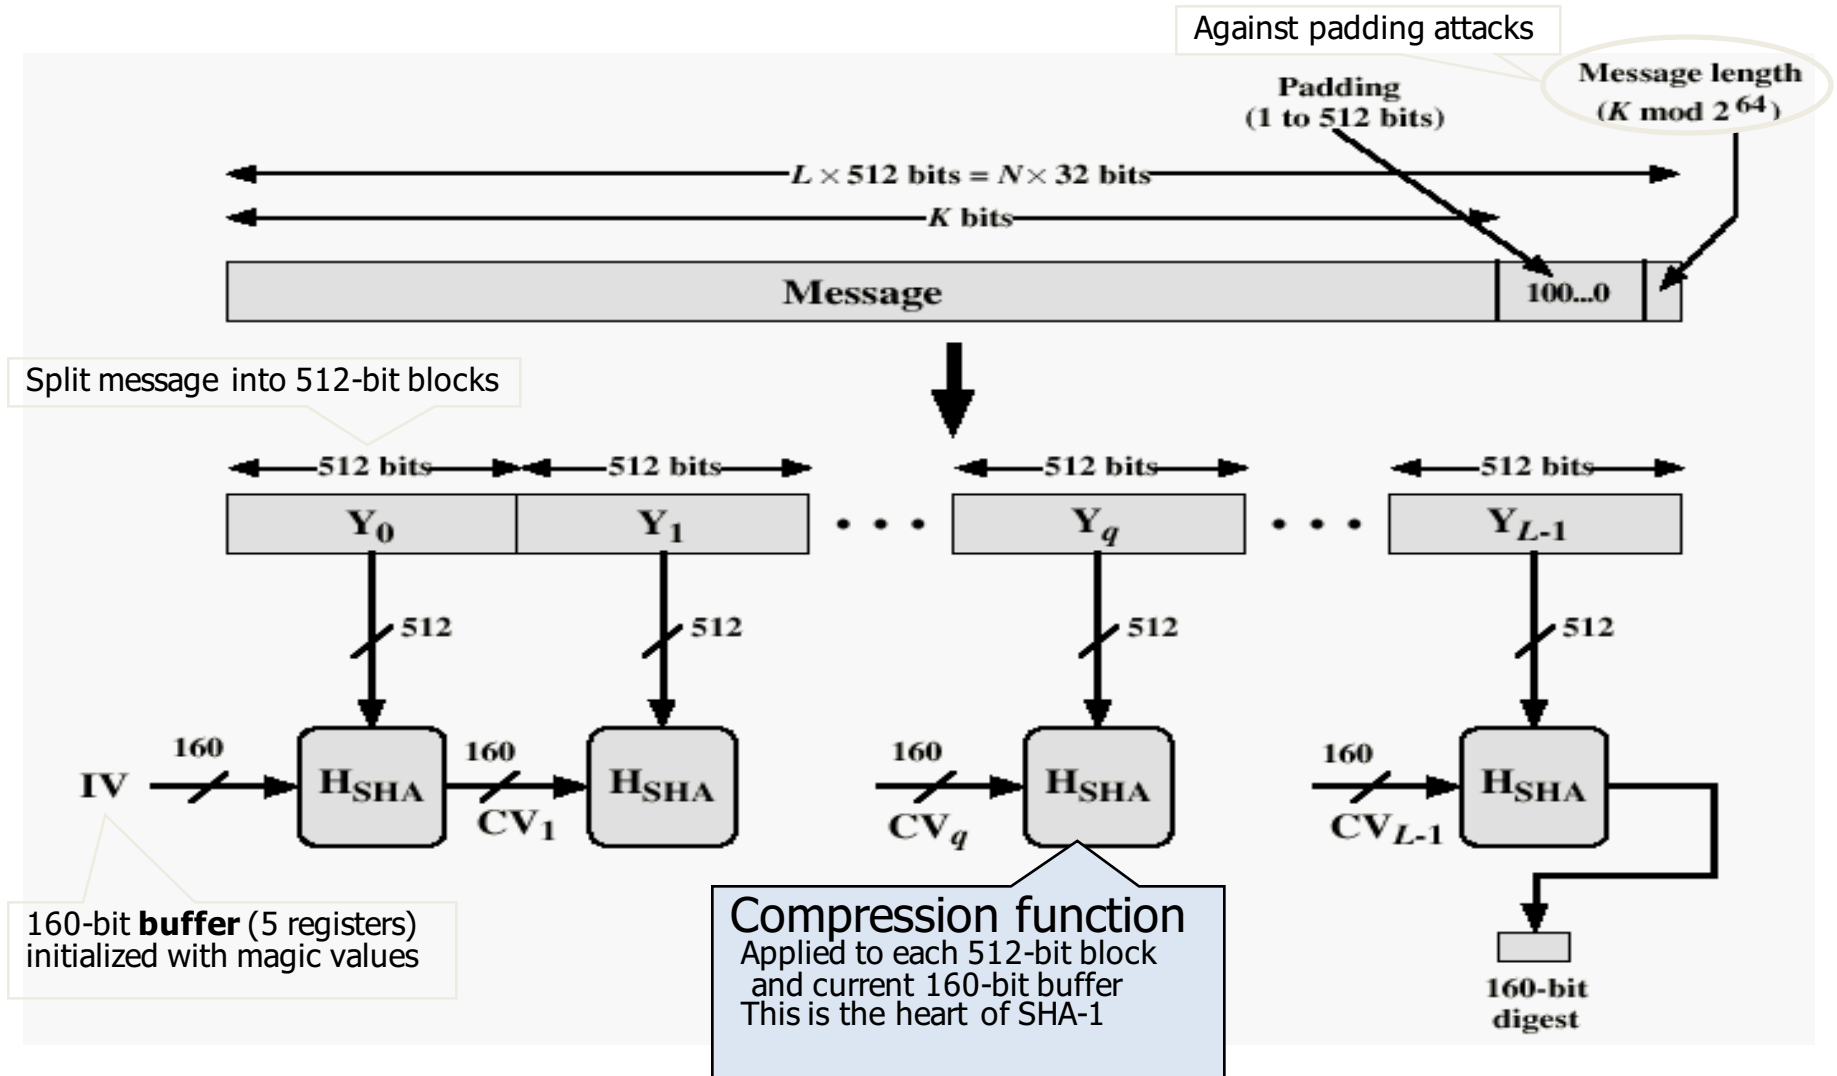 Against padding attacks
Message length
(K mod 2^64)
Padding
(1 to 512 bits)
L × 512 bits = N × 32 bits
K bits
Message
100...0
Split message into 512-bit blocks
512 bits
512 bits
512 bits
512 bits
Y0
Y1
• • •
Yq
• • •
YL-1
512
512
512
512
160
160
160
160
IV
HSHA
HSHA
HSHA
HSHA
CV1
CVq
CVL-1
160-bit buffer (5 registers)
initialized with magic values
Compression function
Applied to each 512-bit block
and current 160-bit buffer
This is the heart of SHA-1
160-bit
digest